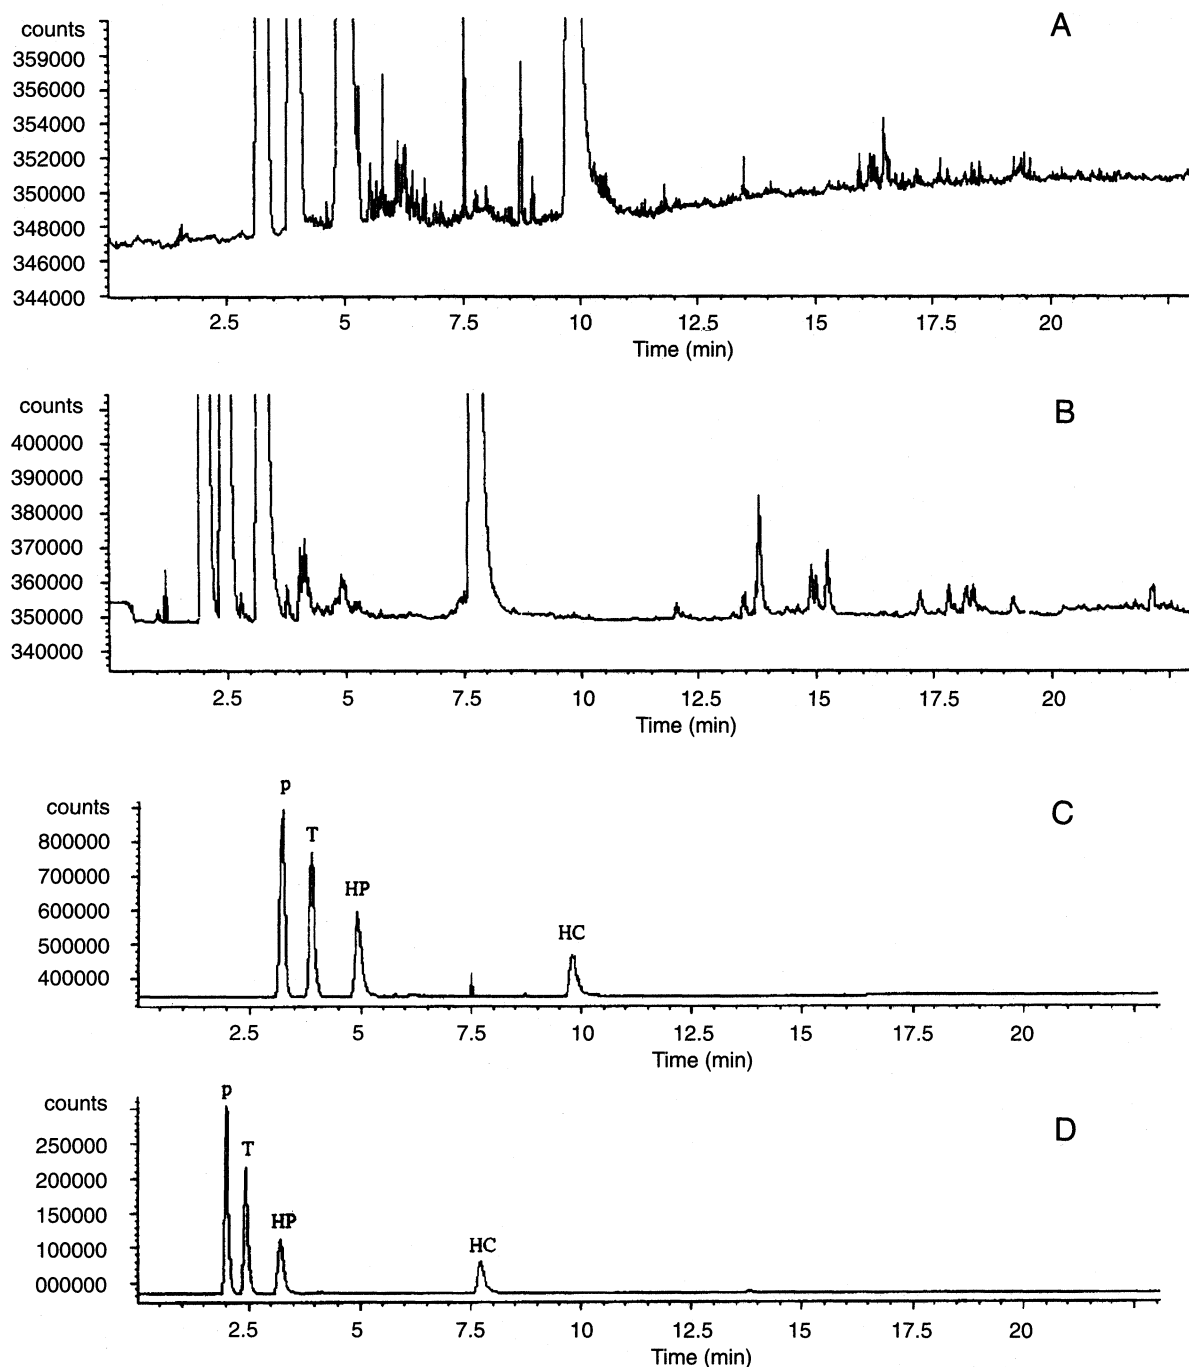 A
counts
359000
356000
354000
352000
350000
348000
346000
344000
2.5 5 7.5 10 12.5 15 17.5 20
Time (min)
B
counts
400000
390000
380000
370000
360000
350000
340000
2.5 5 7.5 10 12.5 15 17.5 20
Time (min)
C
p
counts
T
800000
700000
HP
600000
HC
500000
400000
2.5 5 7.5 10 12.5 15 17.5 20
Time (min)
p
counts
D
T
250000
200000
HP
150000
HC
100000
000000
2.5 5 7.5 10 12.5 15 17.5 20
Time (min)